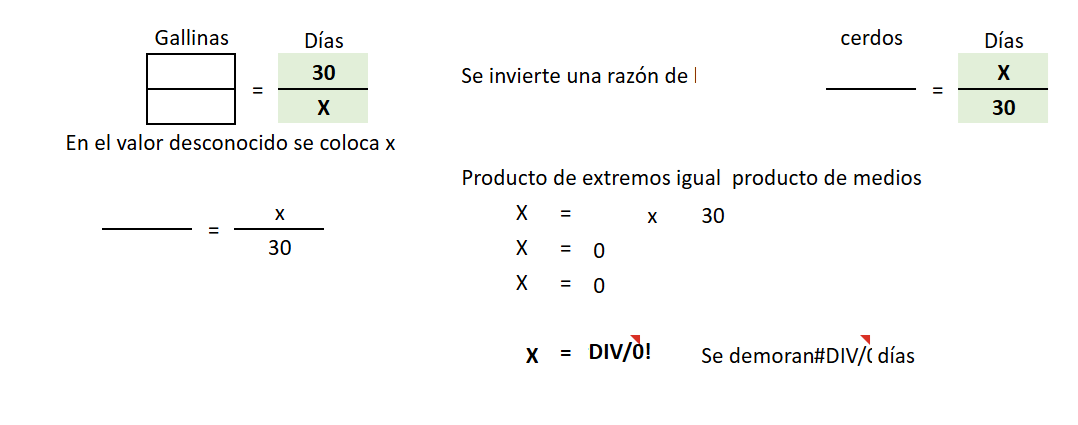 Gallinas Días cerdos Días
30 X
= Se invierte una razón de =
X 30
En el valor desconocido se coloca x
Producto de extremos igual producto de medios
x X = x 30
=
30 X = 0
X = 0
X = DIV/0! Se demoran#DIV/0 días